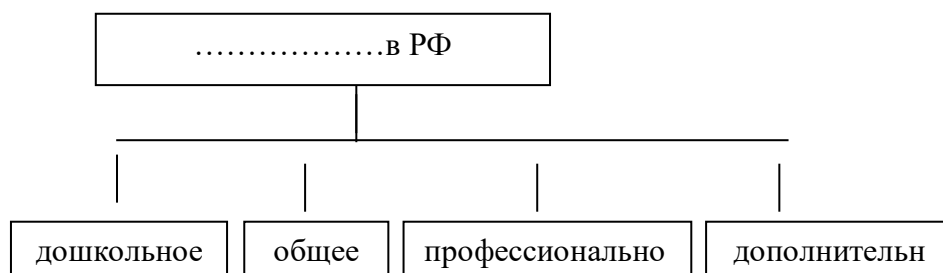 ………………в РФ
дошкольное
общее
профессионально
дополнительн